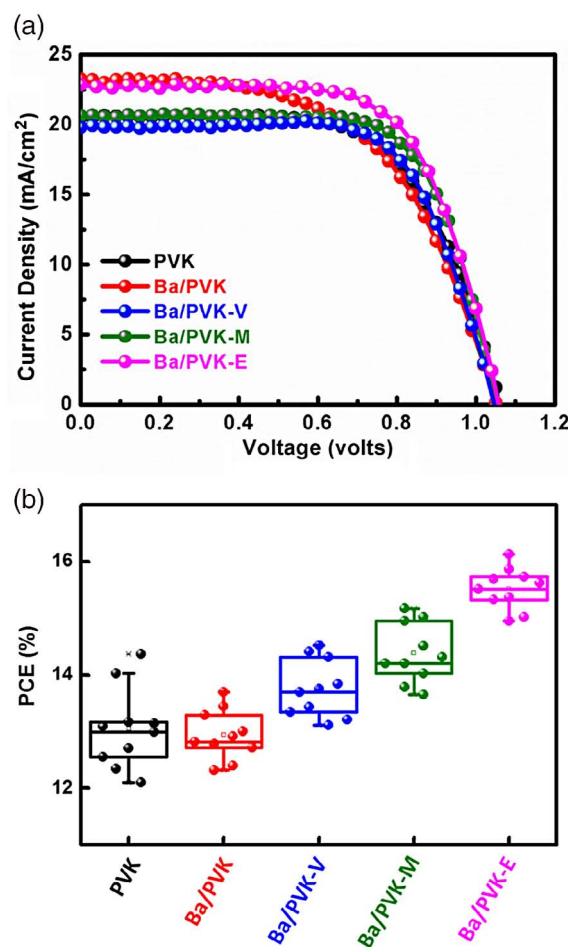 (a)
25
20
15
10
5
0
Current Density (mA/cm²)
PVK
Ba/PVK
Ba/PVK-V
Ba/PVK-M
Ba/PVK-E
0.0 0.2 0.4 0.6 0.8 1.0 1.2
Voltage (volts)
(b)
16
14
12
PCE (%)
PVK
Ba/PVK
Ba/PVK-V
Ba/PVK-M
Ba/PVK-E